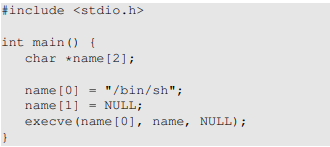 #include <stdio.h>
int main() {
char *name[2];
name[0] = "/bin/sh";
name[1] = NULL;
execve(name[0], name, NULL);
}